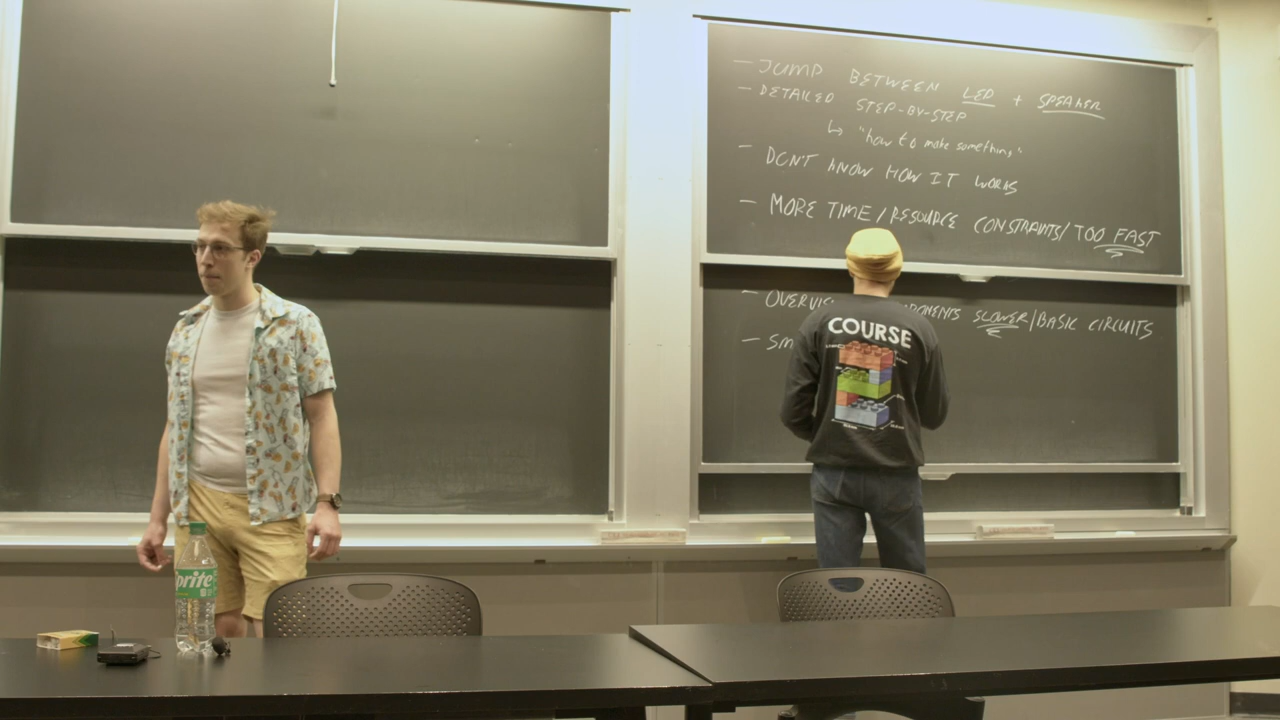 - JUMP BETWEEN LED + SPEAKER
- DETAILED STEP-BY-STEP
↳ "how to make something"
- DON'T KNOW HOW IT WORKS
- MORE TIME / RESOURCE CONSTRAINTS / TOO FAST
- SLOWER / BASIC CIRCUITS
COURSE
sprite